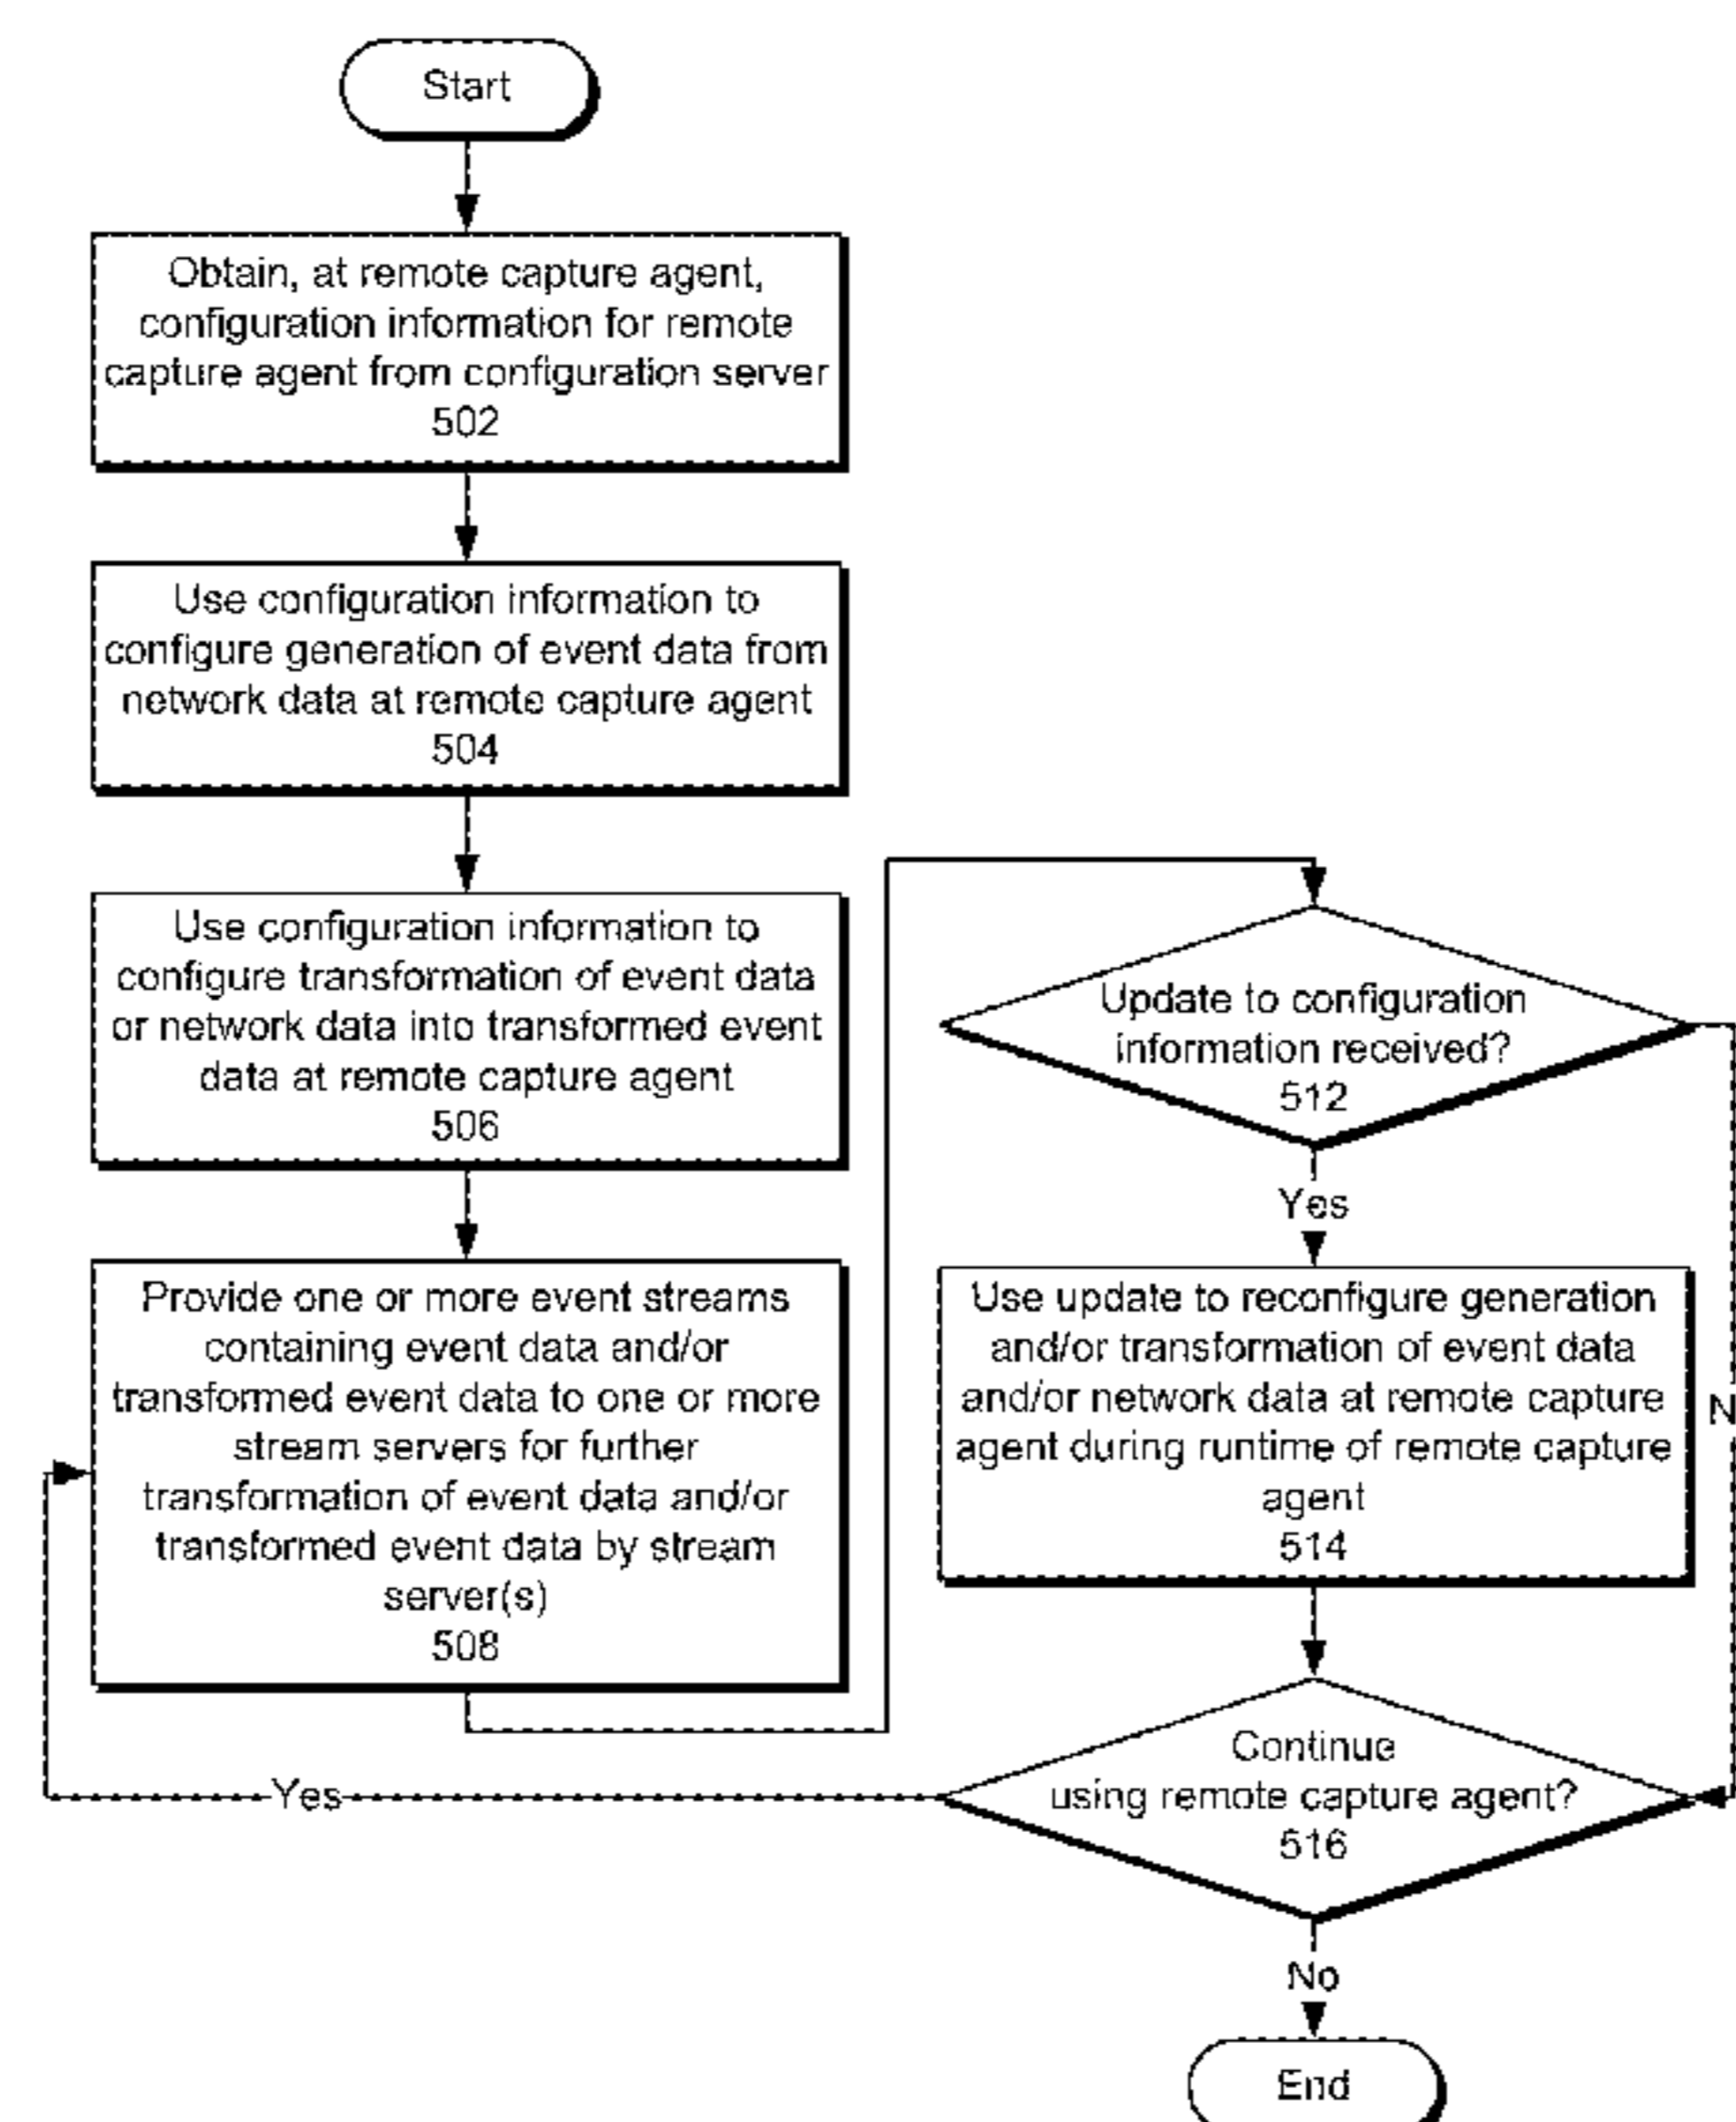 Start
Obtain, at remote capture agent,
configuration information for remote
capture agent from configuration server
502
Use configuration information to
configure generation of event data from
network data at remote capture agent
504
Use configuration information to
configure transformation of event data
or network data into transformed event
data at remote capture agent
506
Provide one or more event streams
containing event data and/or
transformed event data to one or more
stream servers for further
transformation of event data and/or
transformed event data by stream
server(s)
508
Update to configuration
information received?
512
Yes
Use update to reconfigure generation
and/or transformation of event data
and/or network data at remote capture
agent during runtime of remote capture
agent
514
N
Continue
using remote capture agent?
516
Yes
No
End